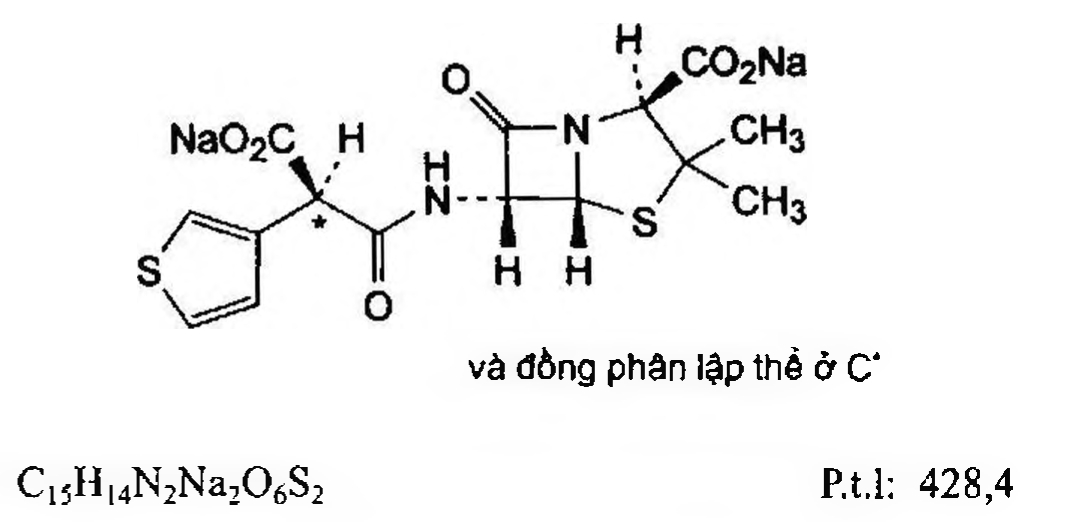 H
CO₂Na
O
NaO₂C H
N
CH₃
H
N
*
S
CH₃
S
H H
O
và đồng phân lập thể ở C*
C₁₅H₁₄N₂Na₂O₆S₂ P.t.l: 428,4